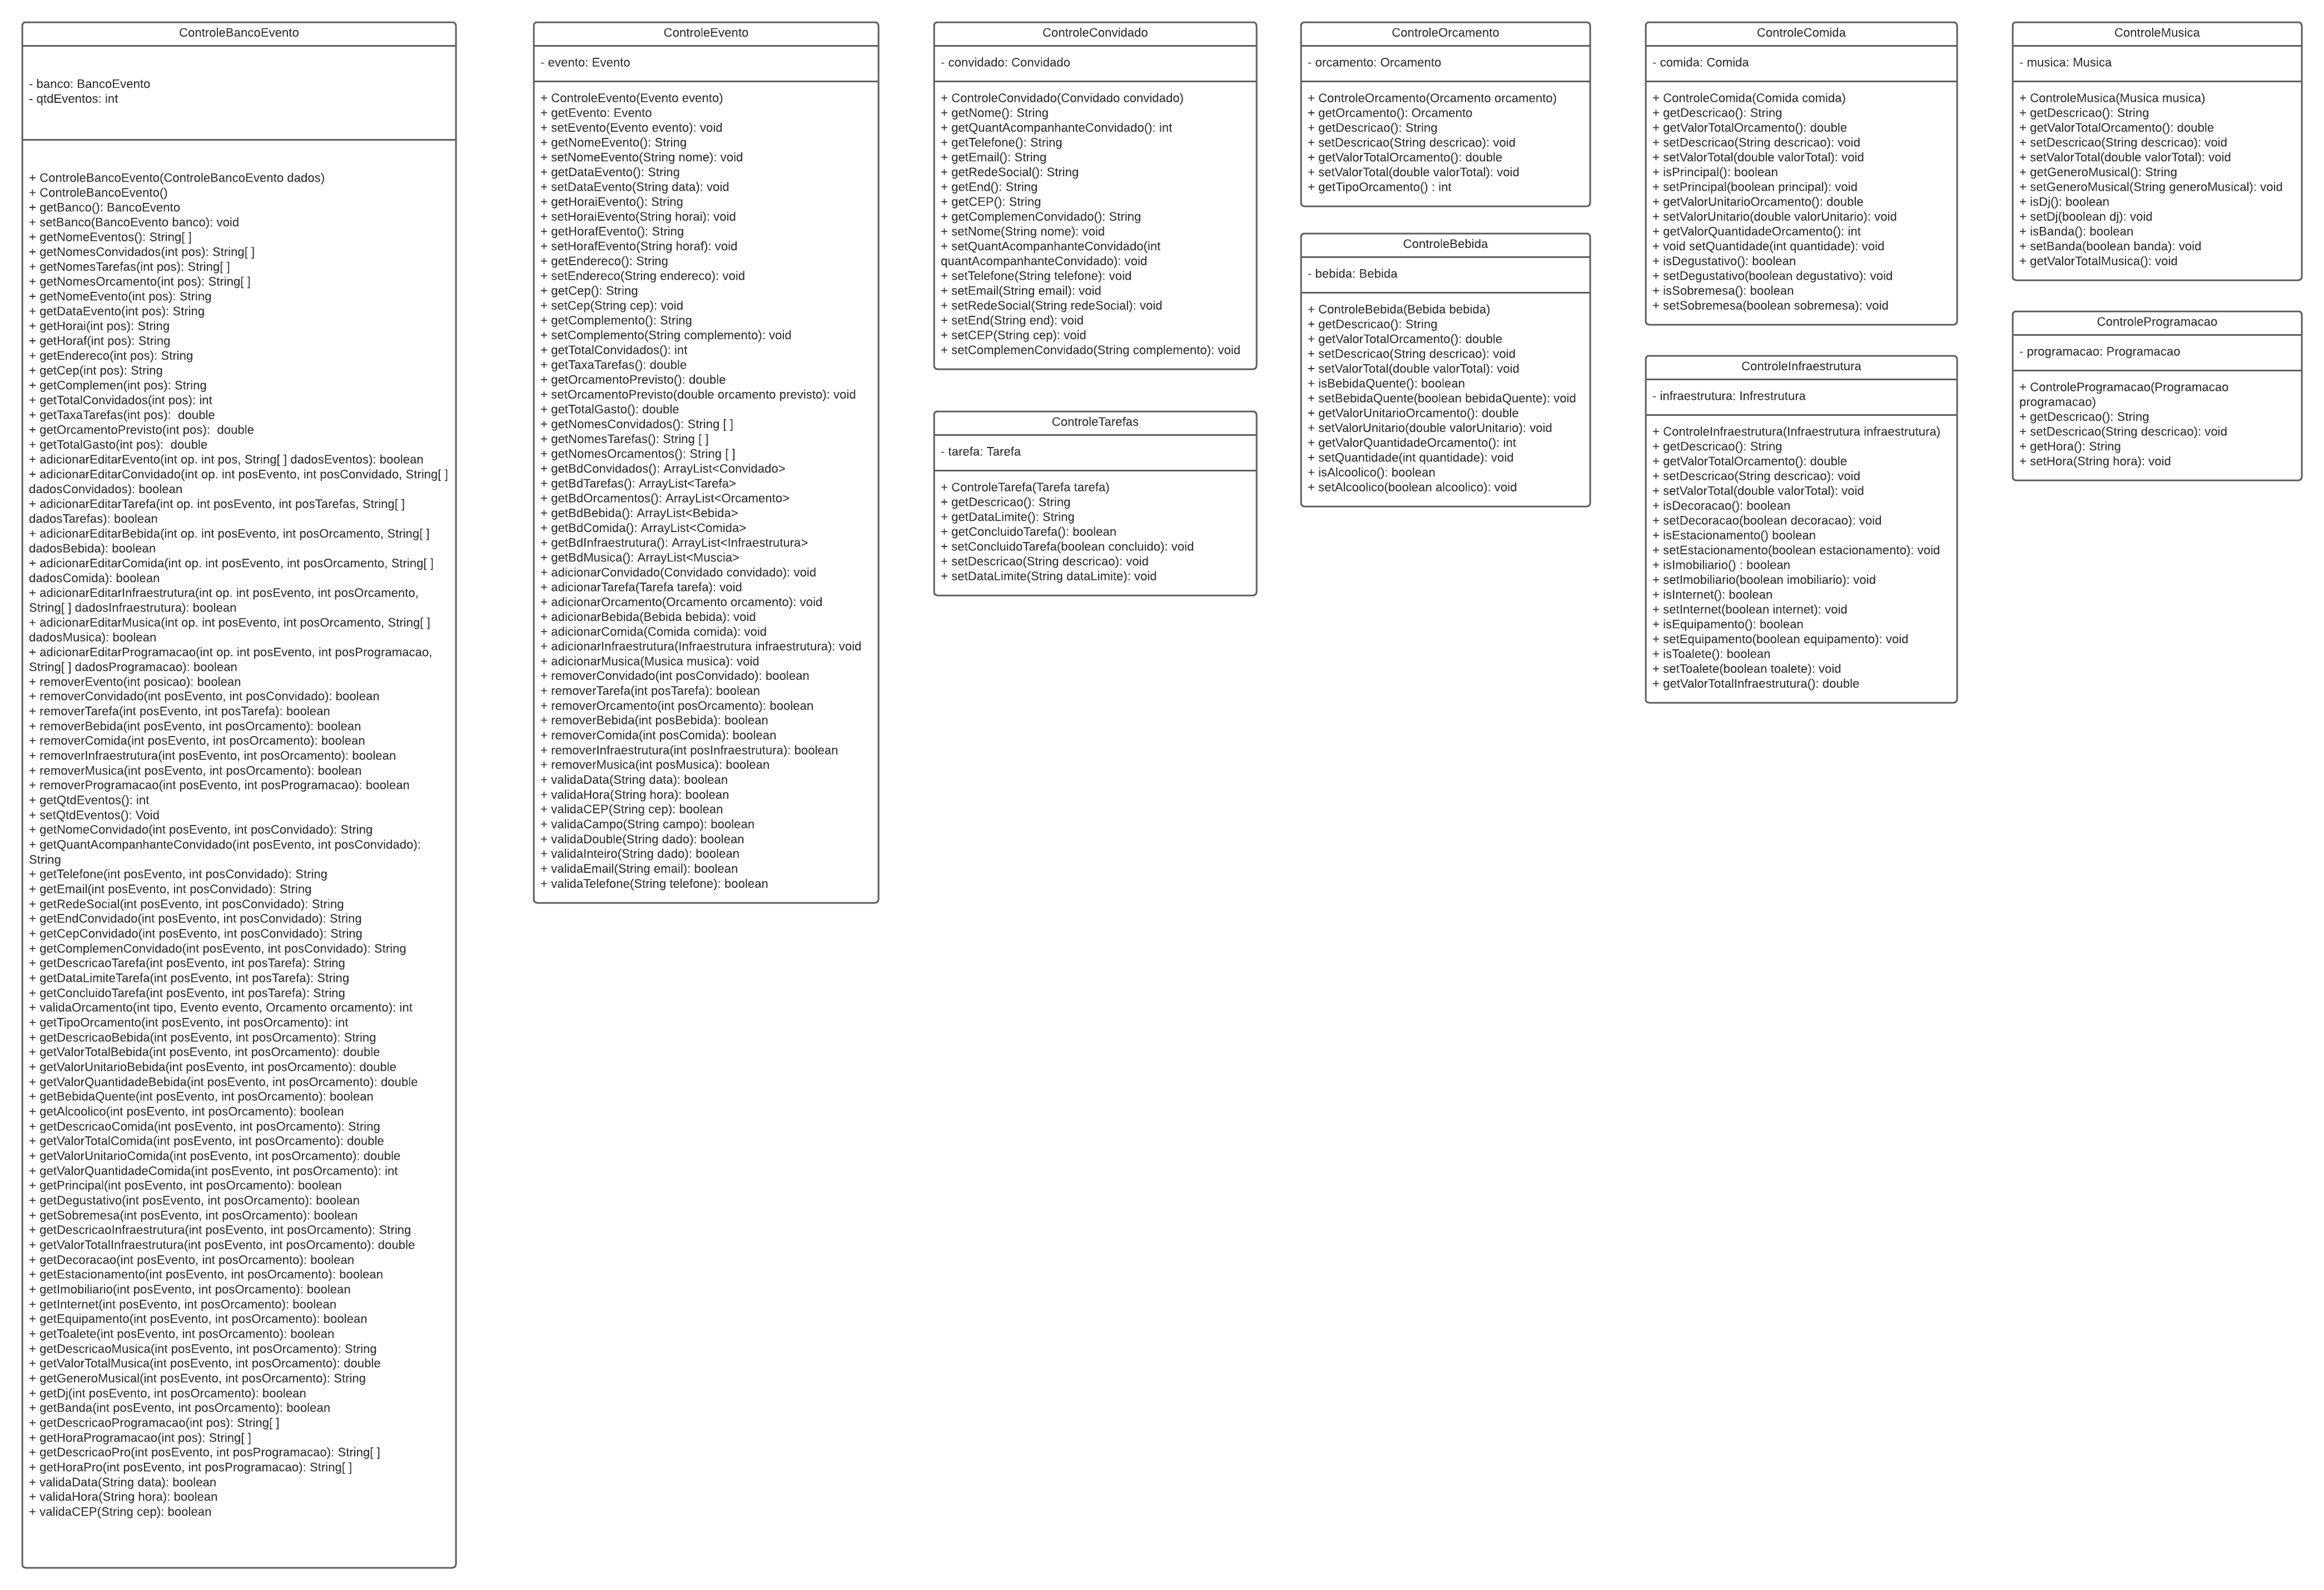 ControleBancoEvento
- banco: BancoEvento
- qtdEventos: int
+ ControleBancoEvento(ControleBancoEvento dados)
+ ControleBancoEvento()
+ getBanco(): BancoEvento
+ setBanco(BancoEvento banco): void
+ getNomeEventos(): String[ ]
+ getNomesConvidados(int pos): String[ ]
+ getNomesTarefas(int pos): String[ ]
+ getNomesOrcamento(int pos): String[ ]
+ getNomeEvento(int pos): String
+ getDataEvento(int pos): String
+ getHorai(int pos): String
+ getHoraf(int pos): String
+ getEndereco(int pos): String
+ getCep(int pos): String
+ getComplemen(int pos): String
+ getTotalConvidados(int pos): int
+ getTaxaTarefas(int pos):  double
+ getOrcamentoPrevisto(int pos):  double
+ getTotalGasto(int pos):  double
+ adicionarEditarEvento(int op. int pos, String[ ] dadosEventos): boolean
+ adicionarEditarConvidado(int op. int posEvento, int posConvidado, String[ ]
dadosConvidados): boolean
+ adicionarEditarTarefa(int op. int posEvento, int posTarefas, String[ ]
dadosTarefas): boolean
+ adicionarEditarBebida(int op. int posEvento, int posOrcamento, String[ ]
dadosBebida): boolean
+ adicionarEditarComida(int op. int posEvento, int posOrcamento, String[ ]
dadosComida): boolean
+ adicionarEditarInfraestrutura(int op. int posEvento, int posOrcamento,
String[ ] dadosInfraestrutura): boolean
+ adicionarEditarMusica(int op. int posEvento, int posOrcamento, String[ ]
dadosMusica): boolean
+ adicionarEditarProgramacao(int op. int posEvento, int posProgramacao,
String[ ] dadosProgramacao): boolean
+ removerEvento(int posicao): boolean
+ removerConvidado(int posEvento, int posConvidado): boolean
+ removerTarefa(int posEvento, int posTarefa): boolean
+ removerBebida(int posEvento, int posOrcamento): boolean
+ removerComida(int posEvento, int posOrcamento): boolean
+ removerInfraestrutura(int posEvento, int posOrcamento): boolean
+ removerMusica(int posEvento, int posOrcamento): boolean
+ removerProgramacao(int posEvento, int posProgramacao): boolean
+ getQtdEventos(): int
+ setQtdEventos(): Void
+ getNomeConvidado(int posEvento, int posConvidado): String
+ getQuantAcompanhanteConvidado(int posEvento, int posConvidado):
String
+ getTelefone(int posEvento, int posConvidado): String
+ getEmail(int posEvento, int posConvidado): String
+ getRedeSocial(int posEvento, int posConvidado): String
+ getEndConvidado(int posEvento, int posConvidado): String
+ getCepConvidado(int posEvento, int posConvidado): String
+ getComplemenConvidado(int posEvento, int posConvidado): String
+ getDescricaoTarefa(int posEvento, int posTarefa): String
+ getDataLimiteTarefa(int posEvento, int posTarefa): String
+ getConcluidoTarefa(int posEvento, int posTarefa): String
+ validaOrcamento(int tipo, Evento evento, Orcamento orcamento): int
+ getTipoOrcamento(int posEvento, int posOrcamento): int
+ getDescricaoBebida(int posEvento, int posOrcamento): String
+ getValorTotalBebida(int posEvento, int posOrcamento): double
+ getValorUnitarioBebida(int posEvento, int posOrcamento): double
+ getValorQuantidadeBebida(int posEvento, int posOrcamento): double
+ getBebidaQuente(int posEvento, int posOrcamento): boolean
+ getAlcoolico(int posEvento, int posOrcamento): boolean
+ getDescricaoComida(int posEvento, int posOrcamento): String
+ getValorTotalComida(int posEvento, int posOrcamento): double
+ getValorUnitarioComida(int posEvento, int posOrcamento): double
+ getValorQuantidadeComida(int posEvento, int posOrcamento): int
+ getPrincipal(int posEvento, int posOrcamento): boolean
+ getDegustativo(int posEvento, int posOrcamento): boolean
+ getSobremesa(int posEvento, int posOrcamento): boolean
+ getDescricaoInfraestrutura(int posEvento, int posOrcamento): String
+ getValorTotalInfraestrutura(int posEvento, int posOrcamento): double
+ getDecoracao(int posEvento, int posOrcamento): boolean
+ getEstacionamento(int posEvento, int posOrcamento): boolean
+ getImobiliario(int posEvento, int posOrcamento): boolean
+ getInternet(int posEvento, int posOrcamento): boolean
+ getEquipamento(int posEvento, int posOrcamento): boolean
+ getToalete(int posEvento, int posOrcamento): boolean
+ getDescricaoMusica(int posEvento, int posOrcamento): String
+ getValorTotalMusica(int posEvento, int posOrcamento): double
+ getGeneroMusical(int posEvento, int posOrcamento): String
+ getDj(int posEvento, int posOrcamento): boolean
+ getBanda(int posEvento, int posOrcamento): boolean
+ getDescricaoProgramacao(int pos): String[ ]
+ getHoraProgramacao(int pos): String[ ]
+ getDescricaoPro(int posEvento, int posProgramacao): String[ ]
+ getHoraPro(int posEvento, int posProgramacao): String[ ]
+ validaData(String data): boolean
+ validaHora(String hora): boolean
+ validaCEP(String cep): boolean
ControleEvento
- evento: Evento
+ ControleEvento(Evento evento)
+ getEvento: Evento
+ setEvento(Evento evento): void
+ getNomeEvento(): String
+ setNomeEvento(String nome): void
+ getDataEvento(): String
+ setDataEvento(String data): void
+ getHoraiEvento(): String
+ setHoraiEvento(String horai): void
+ getHorafEvento(): String
+ setHorafEvento(String horaf): void
+ getEndereco(): String
+ setEndereco(String endereco): void
+ getCep(): String
+ setCep(String cep): void
+ getComplemento(): String
+ setComplemento(String complemento): void
+ getTotalConvidados(): int
+ getTaxaTarefas(): double
+ getOrcamentoPrevisto(): double
+ setOrcamentoPrevisto(double orcamento previsto): void
+ getTotalGasto(): double
+ getNomesConvidados(): String [ ]
+ getNomesTarefas(): String [ ]
+ getNomesOrcamentos(): String [ ]
+ getBdConvidados(): ArrayList<Convidado>
+ getBdTarefas(): ArrayList<Tarefa>
+ getBdOrcamentos(): ArrayList<Orcamento>
+ getBdBebida(): ArrayList<Bebida>
+ getBdComida(): ArrayList<Comida>
+ getBdInfraestrutura(): ArrayList<Infraestrutura>
+ getBdMusica(): ArrayList<Muscia>
+ adicionarConvidado(Convidado convidado): void
+ adicionarTarefa(Tarefa tarefa): void
+ adicionarOrcamento(Orcamento orcamento): void
+ adicionarBebida(Bebida bebida): void
+ adicionarComida(Comida comida): void
+ adicionarInfraestrutura(Infraestrutura infraestrutura): void
+ adicionarMusica(Musica musica): void
+ removerConvidado(int posConvidado): boolean
+ removerTarefa(int posTarefa): boolean
+ removerOrcamento(int posOrcamento): boolean
+ removerBebida(int posBebida): boolean
+ removerComida(int posComida): boolean
+ removerInfraestrutura(int posInfraestrutura): boolean
+ removerMusica(int posMusica): boolean
+ validaData(String data): boolean
+ validaHora(String hora): boolean
+ validaCEP(String cep): boolean
+ validaCampo(String campo): boolean
+ validaDouble(String dado): boolean
+ validaInteiro(String dado): boolean
+ validaEmail(String email): boolean
+ validaTelefone(String telefone): boolean
ControleConvidado
- convidado: Convidado
+ ControleConvidado(Convidado convidado)
+ getNome(): String
+ getQuantAcompanhanteConvidado(): int
+ getTelefone(): String
+ getEmail(): String
+ getRedeSocial(): String
+ getEnd(): String
+ getCEP(): String
+ getComplemenConvidado(): String
+ setNome(String nome): void
+ setQuantAcompanhanteConvidado(int
quantAcompanhanteConvidado): void
+ setTelefone(String telefone): void
+ setEmail(String email): void
+ setRedeSocial(String redeSocial): void
+ setEnd(String end): void
+ setCEP(String cep): void
+ setComplemenConvidado(String complemento): void
ControleTarefas
- tarefa: Tarefa
+ ControleTarefa(Tarefa tarefa)
+ getDescricao(): String
+ getDataLimite(): String
+ getConcluidoTarefa(): boolean
+ setConcluidoTarefa(boolean concluido): void
+ setDescricao(String descricao): void
+ setDataLimite(String dataLimite): void
ControleOrcamento
- orcamento: Orcamento
+ ControleOrcamento(Orcamento orcamento)
+ getOrcamento(): Orcamento
+ getDescricao(): String
+ setDescricao(String descricao): void
+ getValorTotalOrcamento(): double
+ setValorTotal(double valorTotal): void
+ getTipoOrcamento() : int
ControleBebida
- bebida: Bebida
+ ControleBebida(Bebida bebida)
+ getDescricao(): String
+ getValorTotalOrcamento(): double
+ setDescricao(String descricao): void
+ setValorTotal(double valorTotal): void
+ isBebidaQuente(): boolean
+ setBebidaQuente(boolean bebidaQuente): void
+ getValorUnitarioOrcamento(): double
+ setValorUnitario(double valorUnitario): void
+ getValorQuantidadeOrcamento(): int
+ setQuantidade(int quantidade): void
+ isAlcoolico(): boolean
+ setAlcoolico(boolean alcoolico): void
ControleComida
- comida: Comida
+ ControleComida(Comida comida)
+ getDescricao(): String
+ getValorTotalOrcamento(): double
+ setDescricao(String descricao): void
+ setValorTotal(double valorTotal): void
+ isPrincipal(): boolean
+ setPrincipal(boolean principal): void
+ getValorUnitarioOrcamento(): double
+ setValorUnitario(double valorUnitario): void
+ getValorQuantidadeOrcamento(): int
+ void setQuantidade(int quantidade): void
+ isDegustativo(): boolean
+ setDegustativo(boolean degustativo): void
+ isSobremesa(): boolean
+ setSobremesa(boolean sobremesa): void
ControleInfraestrutura
- infraestrutura: Infrestrutura
+ ControleInfraestrutura(Infraestrutura infraestrutura)
+ getDescricao(): String
+ getValorTotalOrcamento(): double
+ setDescricao(String descricao): void
+ setValorTotal(double valorTotal): void
+ isDecoracao(): boolean
+ setDecoracao(boolean decoracao): void
+ isEstacionamento() boolean
+ setEstacionamento(boolean estacionamento): void
+ isImobiliario() : boolean
+ setImobiliario(boolean imobiliario): void
+ isInternet(): boolean
+ setInternet(boolean internet): void
+ isEquipamento(): boolean
+ setEquipamento(boolean equipamento): void
+ isToalete(): boolean
+ setToalete(boolean toalete): void
+ getValorTotalInfraestrutura(): double
ControleMusica
- musica: Musica
+ ControleMusica(Musica musica)
+ getDescricao(): String
+ getValorTotalOrcamento(): double
+ setDescricao(String descricao): void
+ setValorTotal(double valorTotal): void
+ getGeneroMusical(): String
+ setGeneroMusical(String generoMusical): void
+ isDj(): boolean
+ setDj(boolean dj): void
+ isBanda(): boolean
+ setBanda(boolean banda): void
+ getValorTotalMusica(): void
ControleProgramacao
- programacao: Programacao
+ ControleProgramacao(Programacao
programacao)
+ getDescricao(): String
+ setDescricao(String descricao): void
+ getHora(): String
+ setHora(String hora): void